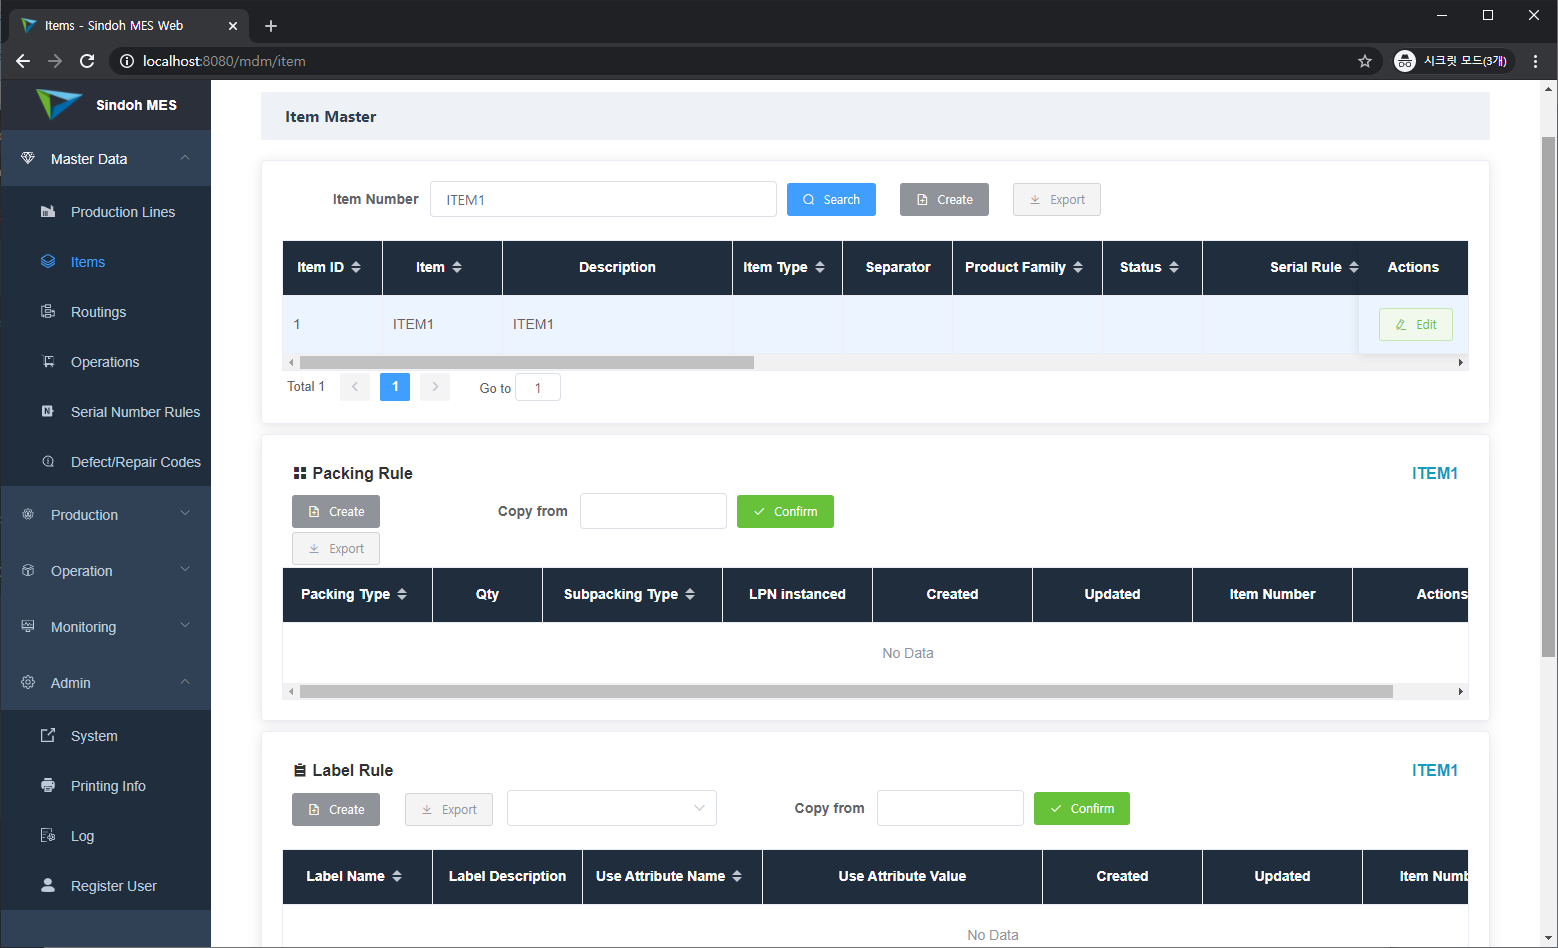 Items - Sindoh MES Web
localhost:8080/mdm/item
시크릿 모드(3개)
Sindoh MES
Master Data
Production Lines
Items
Routings
Operations
Serial Number Rules
Defect/Repair Codes
Production
Operation
Monitoring
Admin
System
Printing Info
Log
Register User
Item Master
Item Number ITEM1 Search Create Export
Item ID Item Description Item Type Separator Product Family Status Serial Rule Actions
1 ITEM1 ITEM1 Edit
Total 1 1 Go to 1
Packing Rule ITEM1
Create Copy from Confirm
Export
Packing Type Qty Subpacking Type LPN instanced Created Updated Item Number Actions
No Data
Label Rule ITEM1
Create Export Copy from Confirm
Label Name Label Description Use Attribute Name Use Attribute Value Created Updated Item Numb
No Data